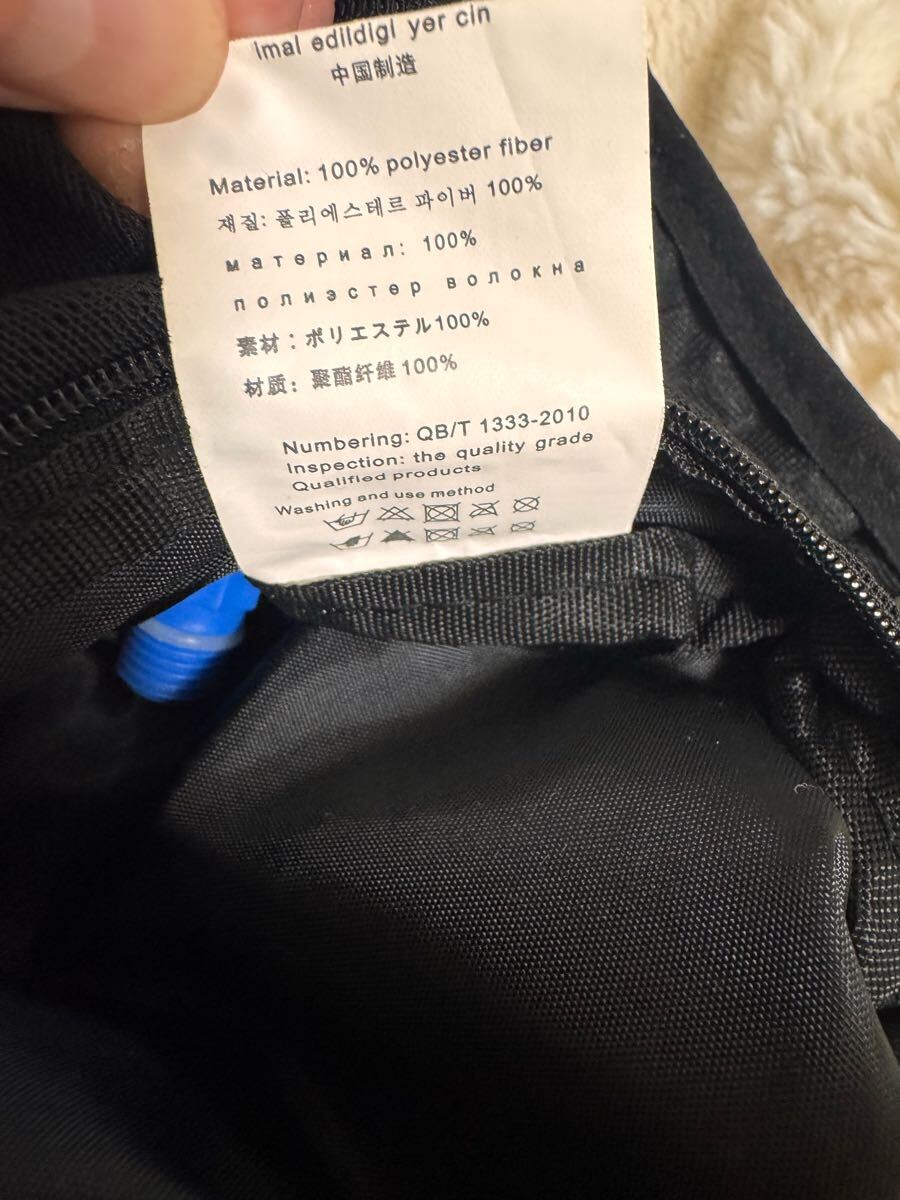 imal edildigi yer cin
中国制造
Material: 100% polyester fiber
재질: 폴리에스테르 파이버 100%
материал: 100%
полиэстер волокна
素材：ポリエステル100%
材质：聚酯纤维100%
Numbering: QB/T 1333-2010
Inspection: the quality grade
Qualified products
Washing and use method